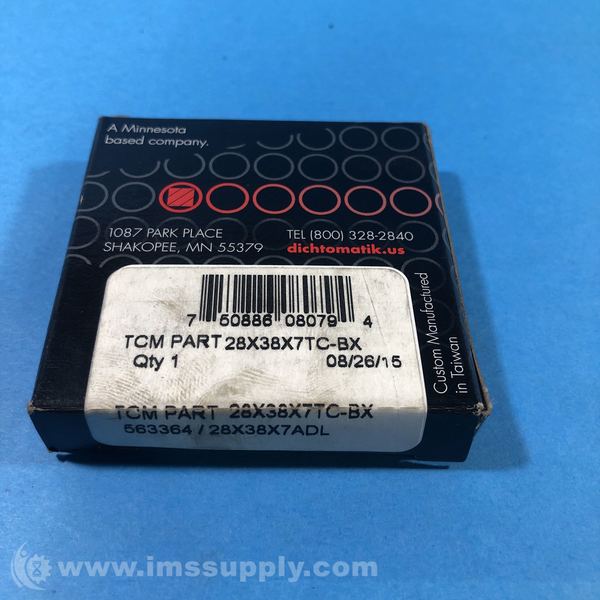 A Minnesota
based company.
1087 PARK PLACE
SHAKOPEE, MN 55379
TEL (800) 328-2840
dichtomatik.us
Custom Manufactured
in Taiwan
7 50886 08079 4
TCM PART 28X38X7TC-BX
Qty 1 08/26/15
TCM PART 28X38X7TC-BX
563364 / 28X38X7ADL
www.imssupply.com